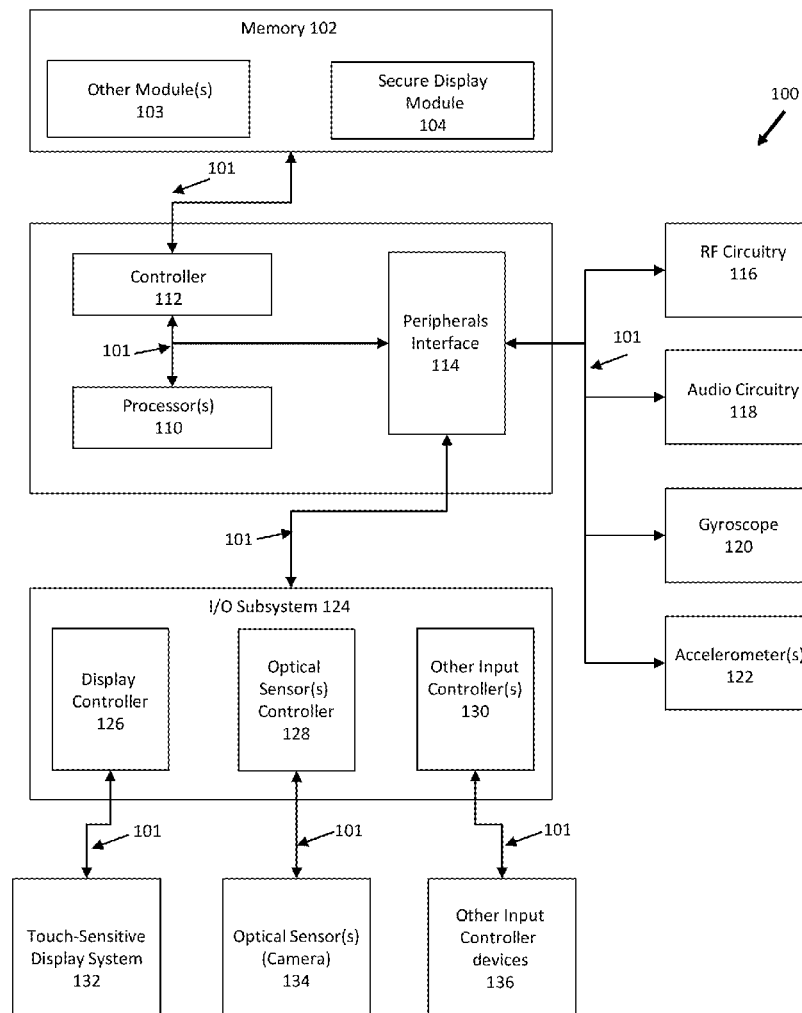 Memory 102
Other Module(s)
103
Secure Display
Module
104
100
101
Controller
112
Peripherals
Interface
114
101
Processor(s)
110
RF Circuitry
116
101
Audio Circuitry
118
Gyroscope
120
Accelerometer(s)
122
101
I/O Subsystem 124
Display
Controller
126
Optical
Sensor(s)
Controller
128
Other Input
Controller(s)
130
101
101
101
Touch-Sensitive
Display System
132
Optical Sensor(s)
(Camera)
134
Other Input
Controller
devices
136